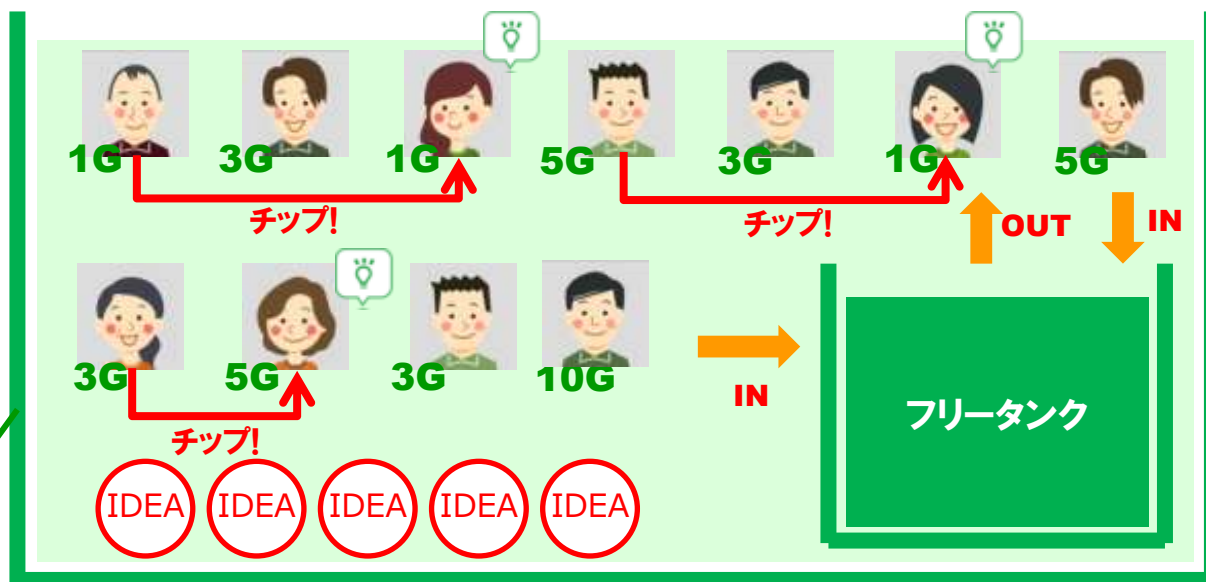 1G 3G 1G 5G 3G 1G 5G
チップ! チップ! OUT IN
3G 5G 3G 10G
IN
チップ!
フリータンク
IDEA IDEA IDEA IDEA IDEA